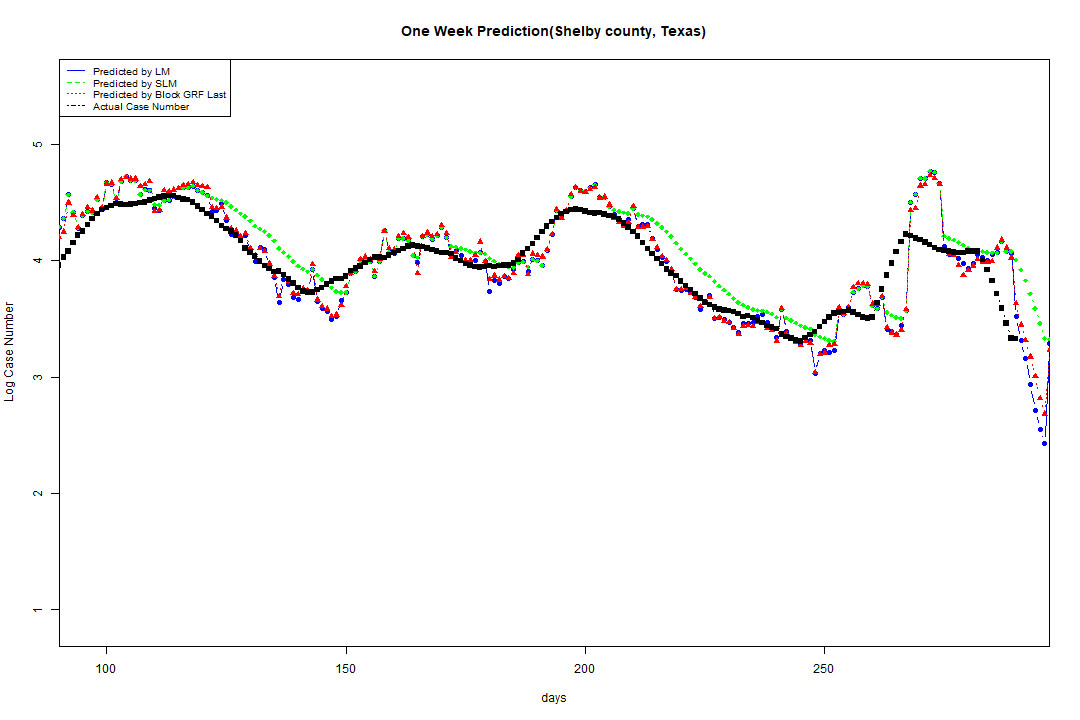 One Week Prediction(Shelby county, Texas)
Predicted by LM
Predicted by SLM
Predicted by Block GRF Last
Actual Case Number
5
4
3
2
1
Log Case Number
100 150 200 250
days